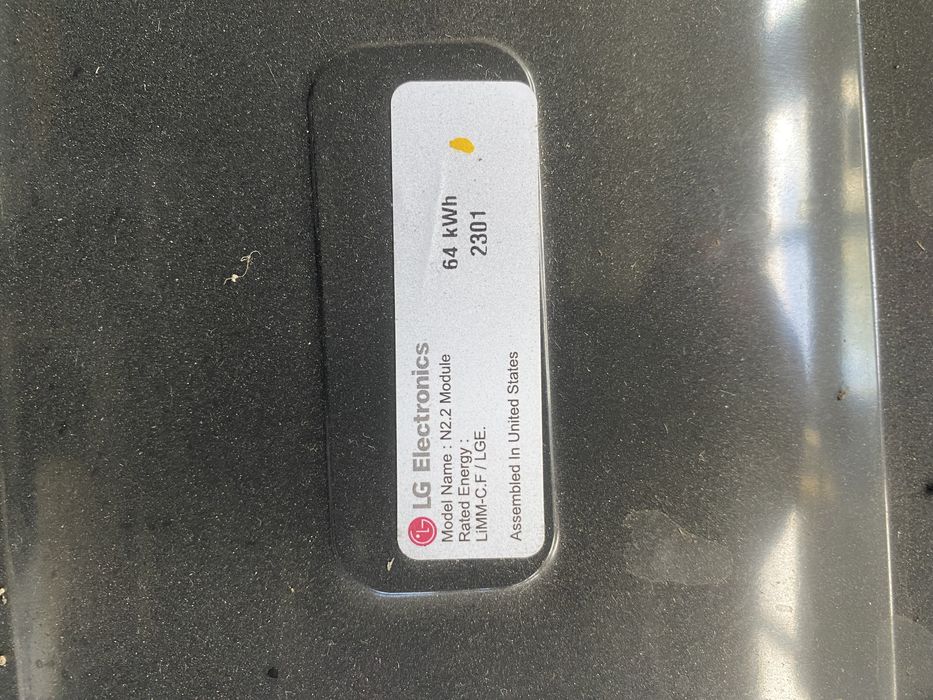 LG Electronics
Model Name : N2.2 Module
Rated Energy : 64 kWh
LiMM-C.F / LGE. 2301
Assembled In United States